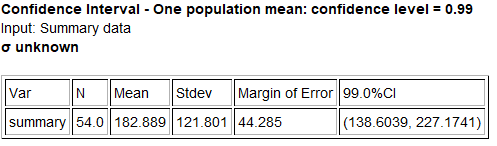 Confidence Interval - One population mean: confidence level = 0.99
Input: Summary data
σ unknown
Var N Mean Stdev Margin of Error 99.0%CI
summary 54.0 182.889 121.801 44.285 (138.6039, 227.1741)